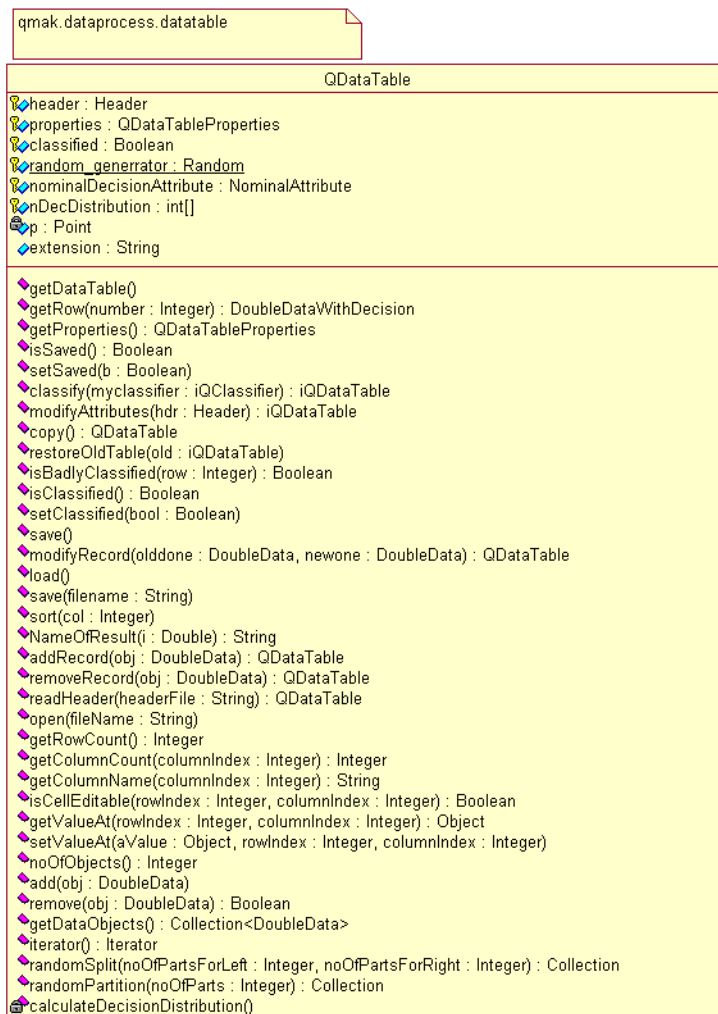 qmak.dataprocess.datatable
QDataTable
header : Header
properties : QDataTableProperties
classified : Boolean
random_generrator : Random
nominalDecisionAttribute : NominalAttribute
nDecDistribution : int[]
p : Point
extension : String
getDataTable()
getRow(number : Integer) : DoubleDataWithDecision
getProperties() : QDataTableProperties
isSaved() : Boolean
setSaved(b : Boolean)
classify(myclassifier : iQClassifier) : iQDataTable
modifyAttributes(hdr : Header) : iQDataTable
copy() : QDataTable
restoreOldTable(old : iQDataTable)
isBadlyClassified(row : Integer) : Boolean
isClassified() : Boolean
setClassified(bool : Boolean)
save()
modifyRecord(olddone : DoubleData, newone : DoubleData) : QDataTable
load()
save(filename : String)
sort(col : Integer)
NameOfResult(i : Double) : String
addRecord(obj : DoubleData) : QDataTable
removeRecord(obj : DoubleData) : QDataTable
readHeader(headerFile : String) : QDataTable
open(fileName : String)
getRowCount() : Integer
getColumnCount(columnIndex : Integer) : Integer
getColumnName(columnIndex : Integer) : String
isCellEditable(rowIndex : Integer, columnIndex : Integer) : Boolean
getValueAt(rowIndex : Integer, columnIndex : Integer) : Object
setValueAt(aValue : Object, rowIndex : Integer, columnIndex : Integer)
noOfObjects() : Integer
add(obj : DoubleData)
remove(obj : DoubleData) : Boolean
getDataObjects() : Collection<DoubleData>
iterator() : Iterator
randomSplit(noOfPartsForLeft : Integer, noOfPartsForRight : Integer) : Collection
randomPartition(noOfParts : Integer) : Collection
calculateDecisionDistribution()